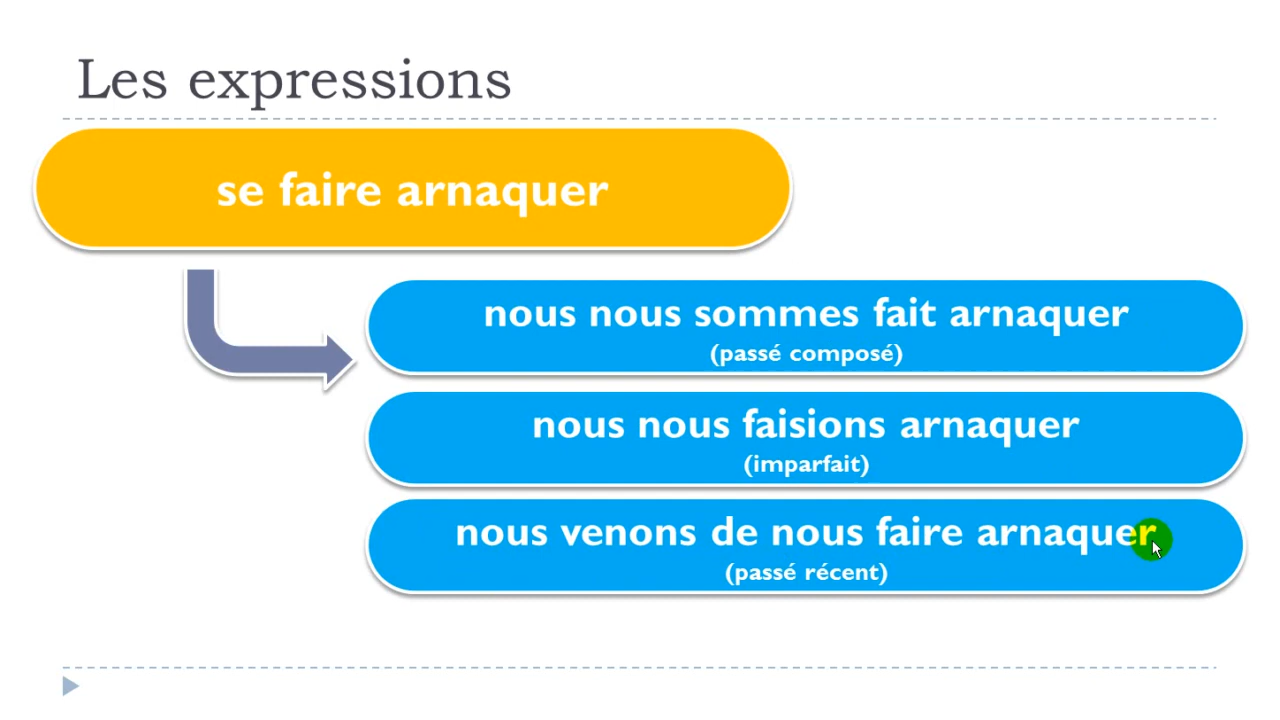 Les expressions
se faire arnaquer
nous nous sommes fait arnaquer
(passé composé)
nous nous faisions arnaquer
(imparfait)
nous venons de nous faire arnaquer
(passé récent)